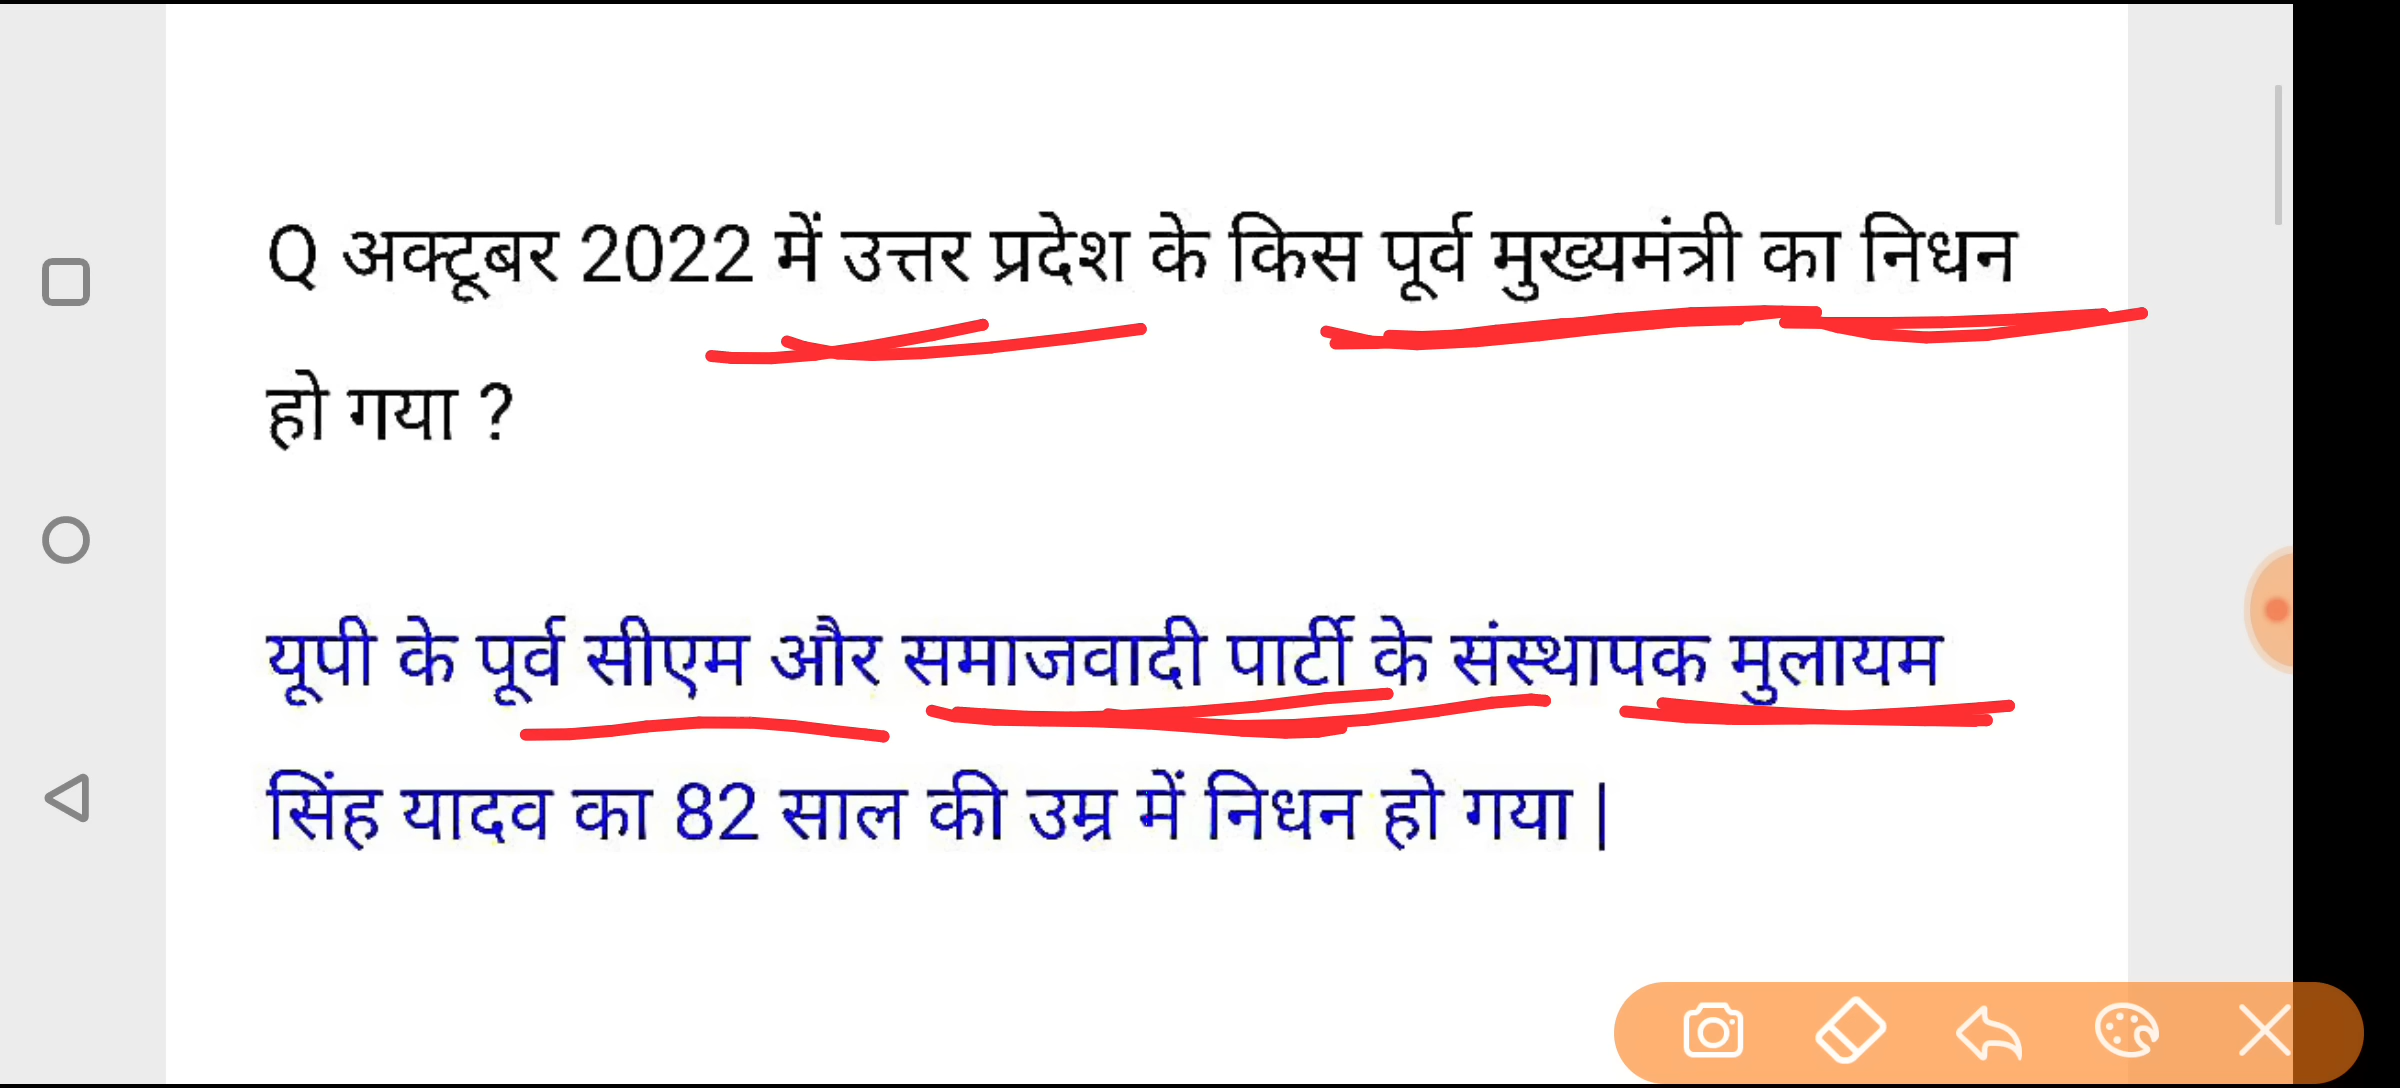 Q अक्टूबर 2022 में उत्तर प्रदेश के किस पूर्व मुख्यमंत्री का निधन
हो गया ?
यूपी के पूर्व सीएम और समाजवादी पार्टी के संस्थापक मुलायम
सिंह यादव का 82 साल की उम्र में निधन हो गया |